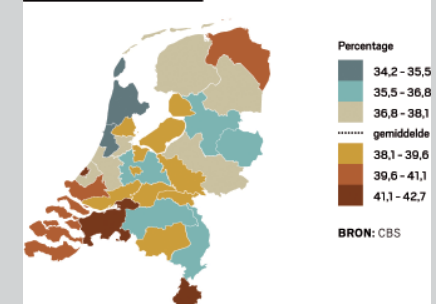 Percentage
34,2 - 35,5
35,5 - 36,8
36,8 - 38,1
gemiddelde
38,1 - 39,6
39,6 - 41,1
41,1 - 42,7
BRON: CBS